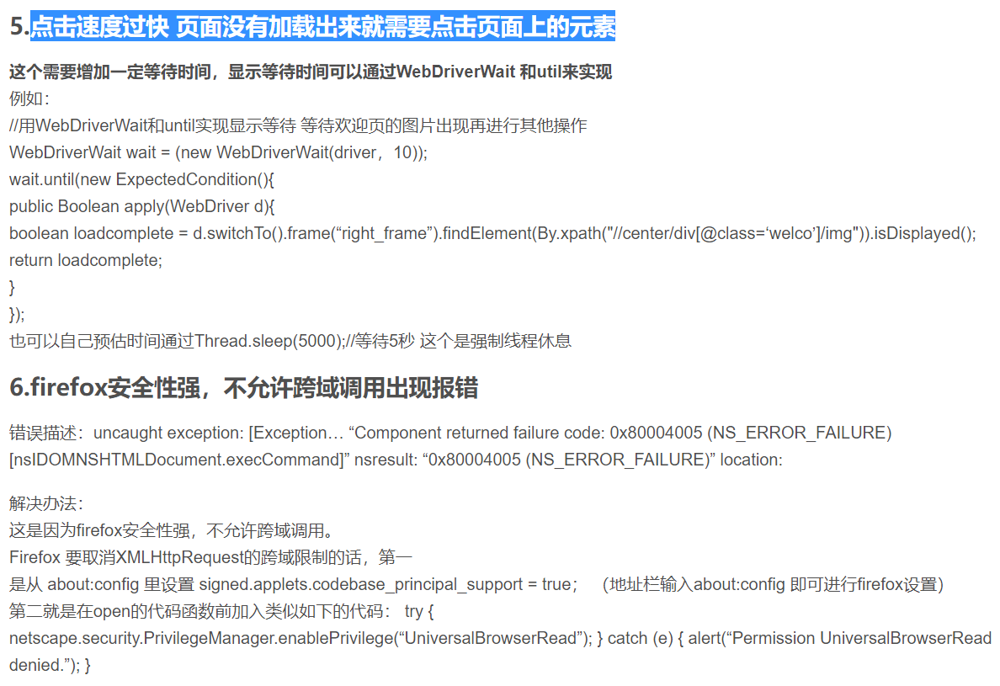 5.点击速度过快 页面没有加载出来就需要点击页面上的元素
这个需要增加一定等待时间，显示等待时间可以通过WebDriverWait 和util来实现
例如：
//用WebDriverWait和until实现显示等待 等待欢迎页的图片出现再进行其他操作
WebDriverWait wait = (new WebDriverWait(driver，10));
wait.until(new ExpectedCondition(){
public Boolean apply(WebDriver d){
boolean loadcomplete = d.switchTo().frame(“right_frame”).findElement(By.xpath("//center/div[@class=‘welco’]/img")).isDisplayed();
return loadcomplete;
}
});
也可以自己预估时间通过Thread.sleep(5000);//等待5秒 这个是强制线程休息
6.firefox安全性强，不允许跨域调用出现报错
错误描述：uncaught exception: [Exception… “Component returned failure code: 0x80004005 (NS_ERROR_FAILURE)
[nsIDOMNSHTMLDocument.execCommand]” nsresult: “0x80004005 (NS_ERROR_FAILURE)” location:
解决办法：
这是因为firefox安全性强，不允许跨域调用。
Firefox 要取消XMLHttpRequest的跨域限制的话，第一
是从 about:config 里设置 signed.applets.codebase_principal_support = true； （地址栏输入about:config 即可进行firefox设置）
第二就是在open的代码函数前加入类似如下的代码： try {
netscape.security.PrivilegeManager.enablePrivilege(“UniversalBrowserRead”); } catch (e) { alert(“Permission UniversalBrowserRead
denied.”); }